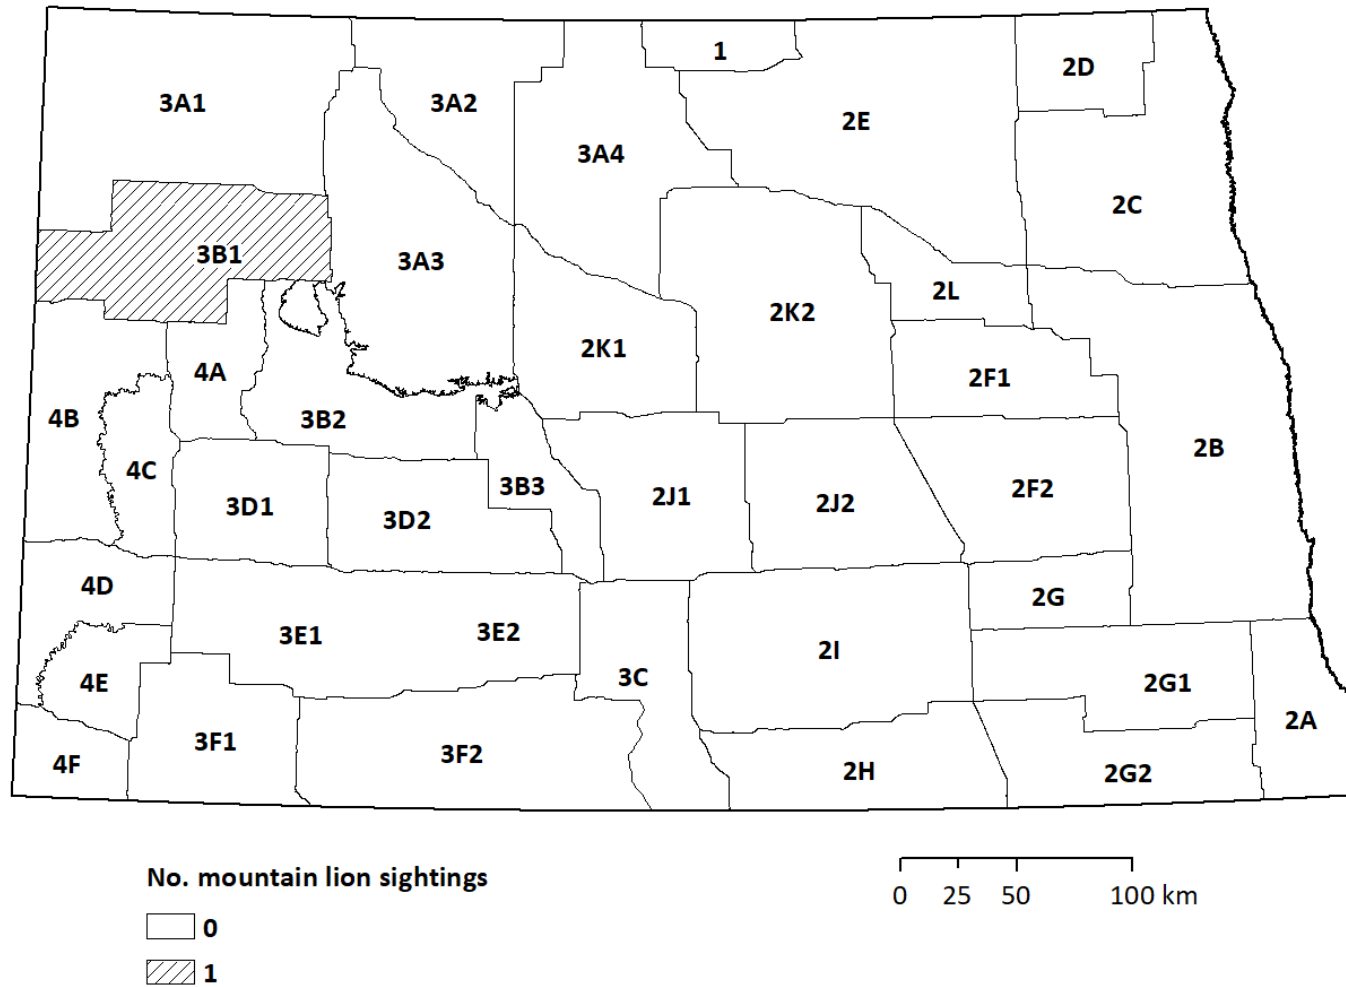 1
2D
3A1
3A2
2E
3A4
2C
3B1
3A3
2L
2K2
2K1
4A
2F1
4B
3B2
2B
4C
3B3
2F2
3D1
2J1
2J2
3D2
4D
2G
3E1
3E2
2I
3C
4E
2G1
2A
3F1
3F2
4F
2H
2G2
No. mountain lion sightings
0
1
0 25 50 100 km